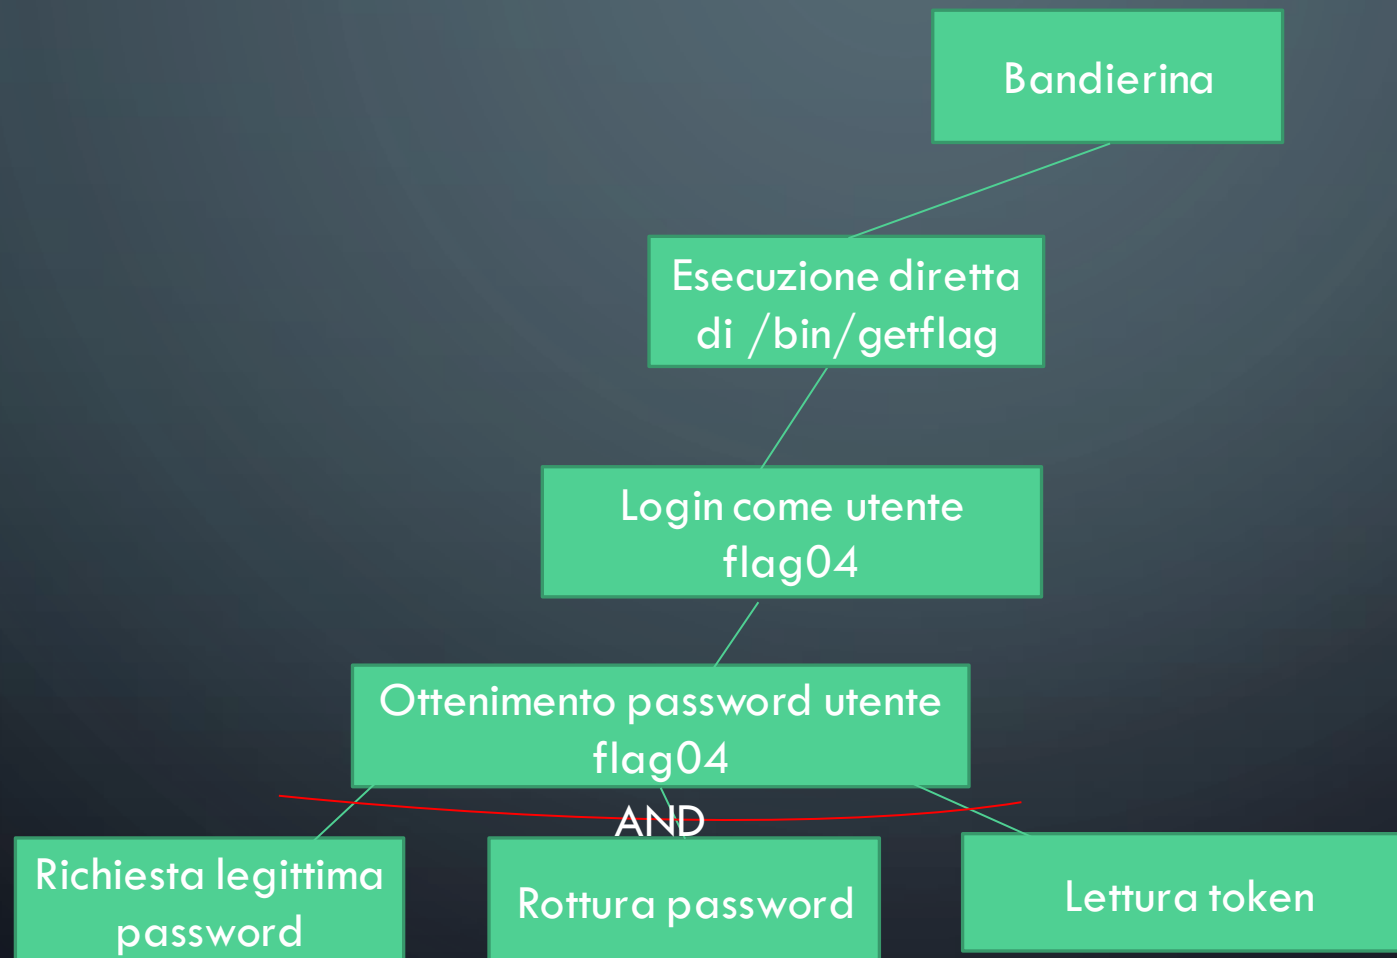 Bandierina
Esecuzione diretta
di /bin/getflag
Login come utente
flag04
Ottenimento password utente
flag04
AND
Richiesta legittima
password
Rottura password
Lettura token